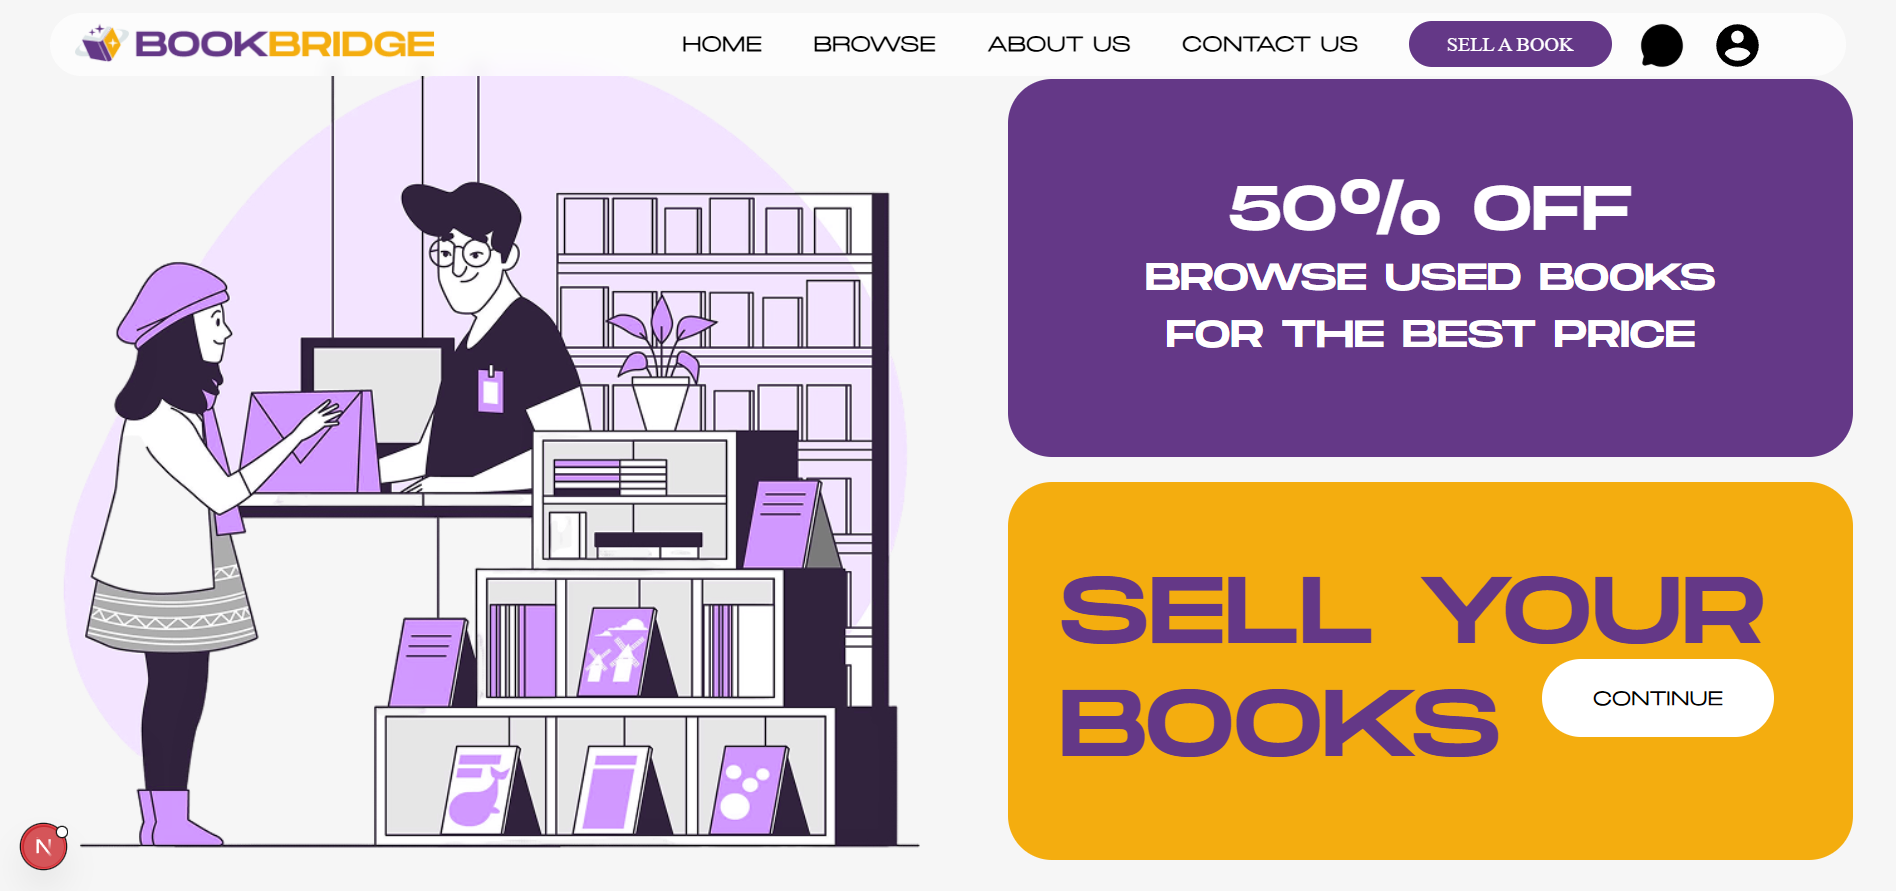 BOOKBRIDGE
HOME BROWSE ABOUT US CONTACT US SELL A BOOK
50% OFF
BROWSE USED BOOKS
FOR THE BEST PRICE
SELL YOUR
BOOKS
CONTINUE
N